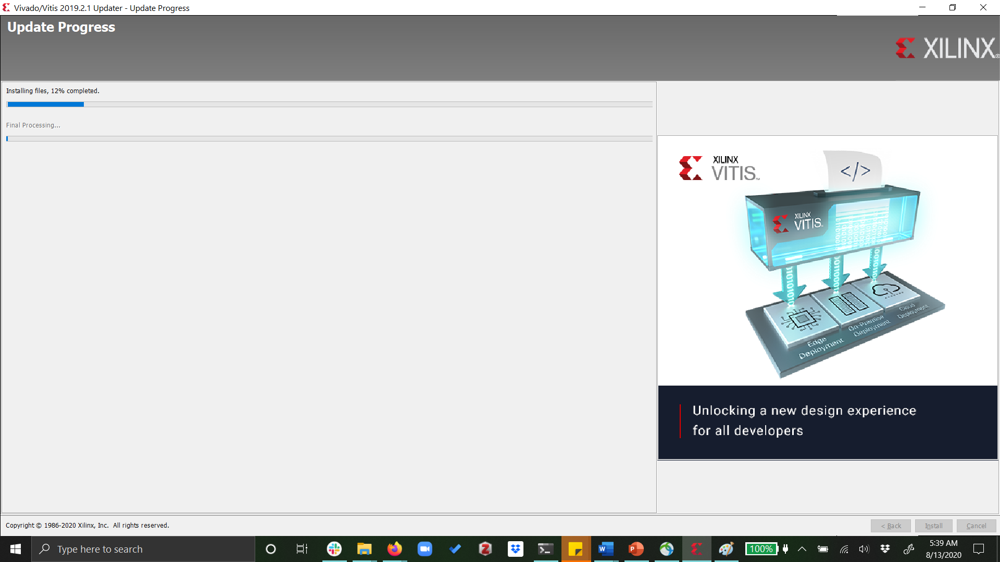 Vivado/Vitis 2019.2.1 Updater - Update Progress
Update Progress
XILINX®
Installing files, 12% completed.
Final Processing...
XILINX
VITIS™
</>
XILINX
VITIS
Edge
Deployment
On-Premise
Deployment
Cloud
Deployment
Unlocking a new design experience
for all developers
Copyright © 1986-2020 Xilinx, Inc.  All rights reserved.
< Back
Install
Cancel
Type here to search
100%
5:39 AM
8/13/2020